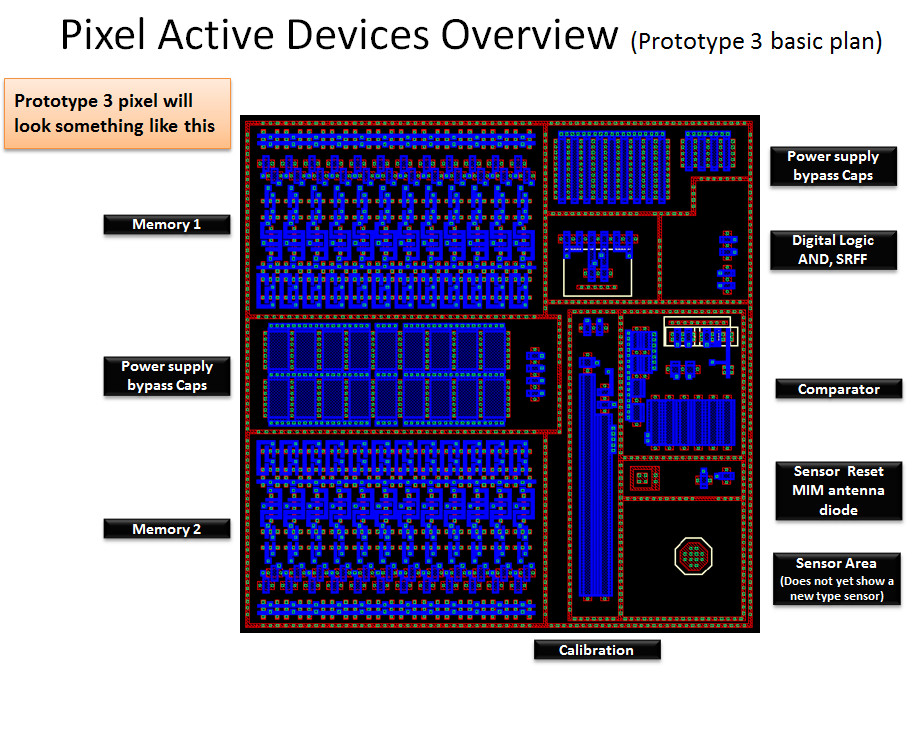 Pixel Active Devices Overview (Prototype 3 basic plan)
Prototype 3 pixel will
look something like this
Memory 1
Power supply
bypass Caps
Memory 2
Power supply
bypass Caps
Digital Logic
AND, SRFF
Comparator
Sensor Reset
MIM antenna
diode
Sensor Area
(Does not yet show a
new type sensor)
Calibration